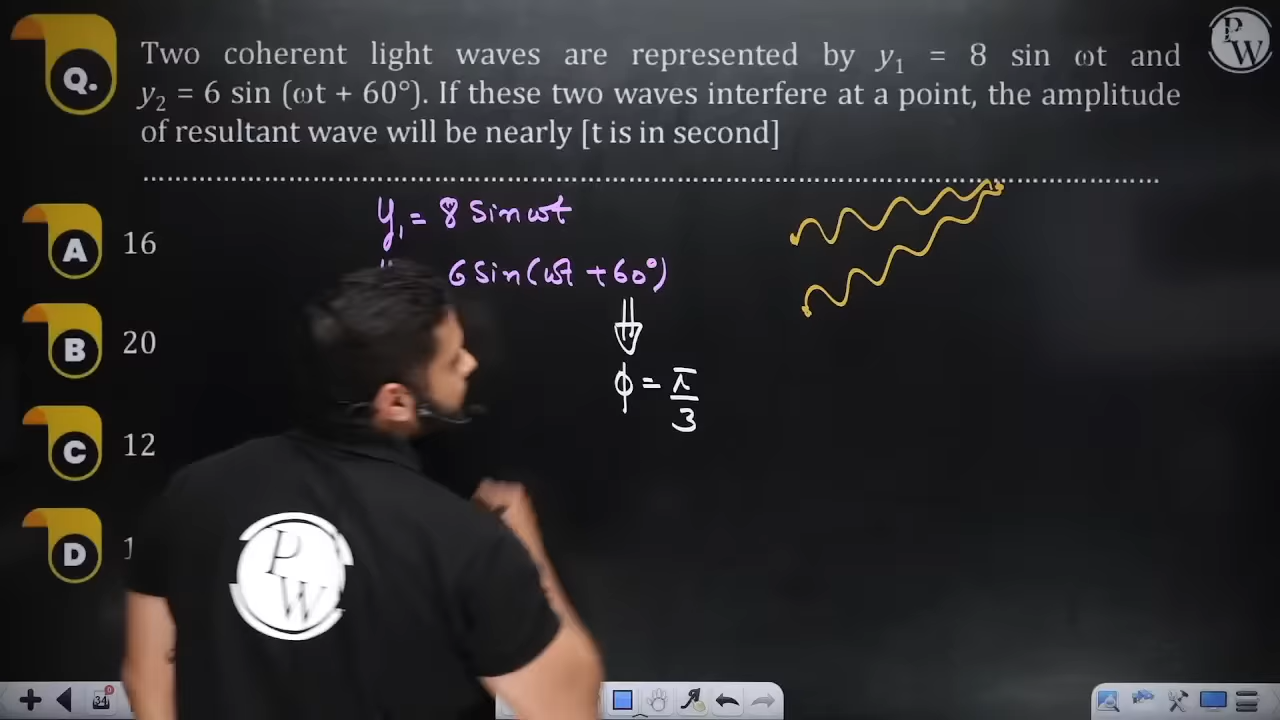 Q.
Two coherent light waves are represented by y₁ = 8 sin ωt and
y₂ = 6 sin (ωt + 60°). If these two waves interfere at a point, the amplitude
of resultant wave will be nearly [t is in second]
P
W
y₁ = 8 Sin ωt
6 Sin(ωt + 60°)
ϕ = π/3
A 16
B 20
C 12
D 1
P
W
34